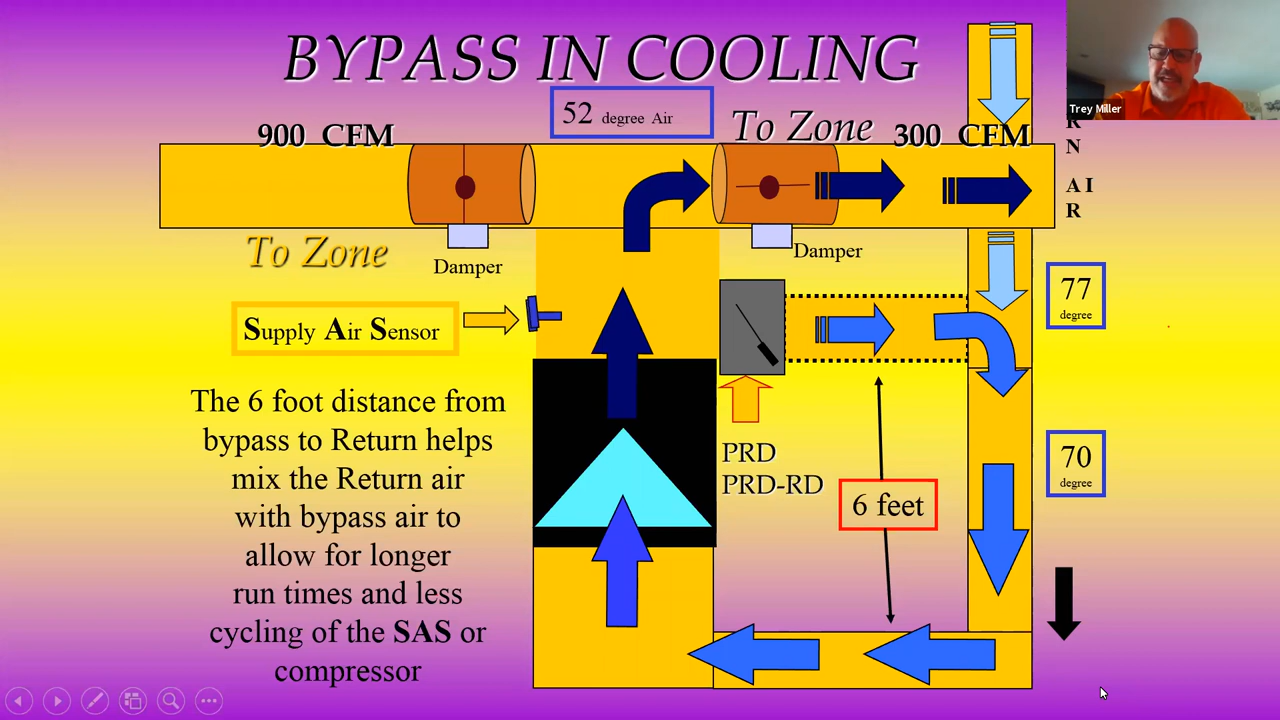 BYPASS IN COOLING
Trey Miller
52 degree Air
To Zone
900 CFM
300 CFM
R
N
A I
R
To Zone
Damper
Damper
77
degree
Supply Air Sensor
The 6 foot distance from
bypass to Return helps
mix the Return air
with bypass air to
allow for longer
run times and less
cycling of the SAS or
compressor
PRD
PRD-RD
6 feet
70
degree